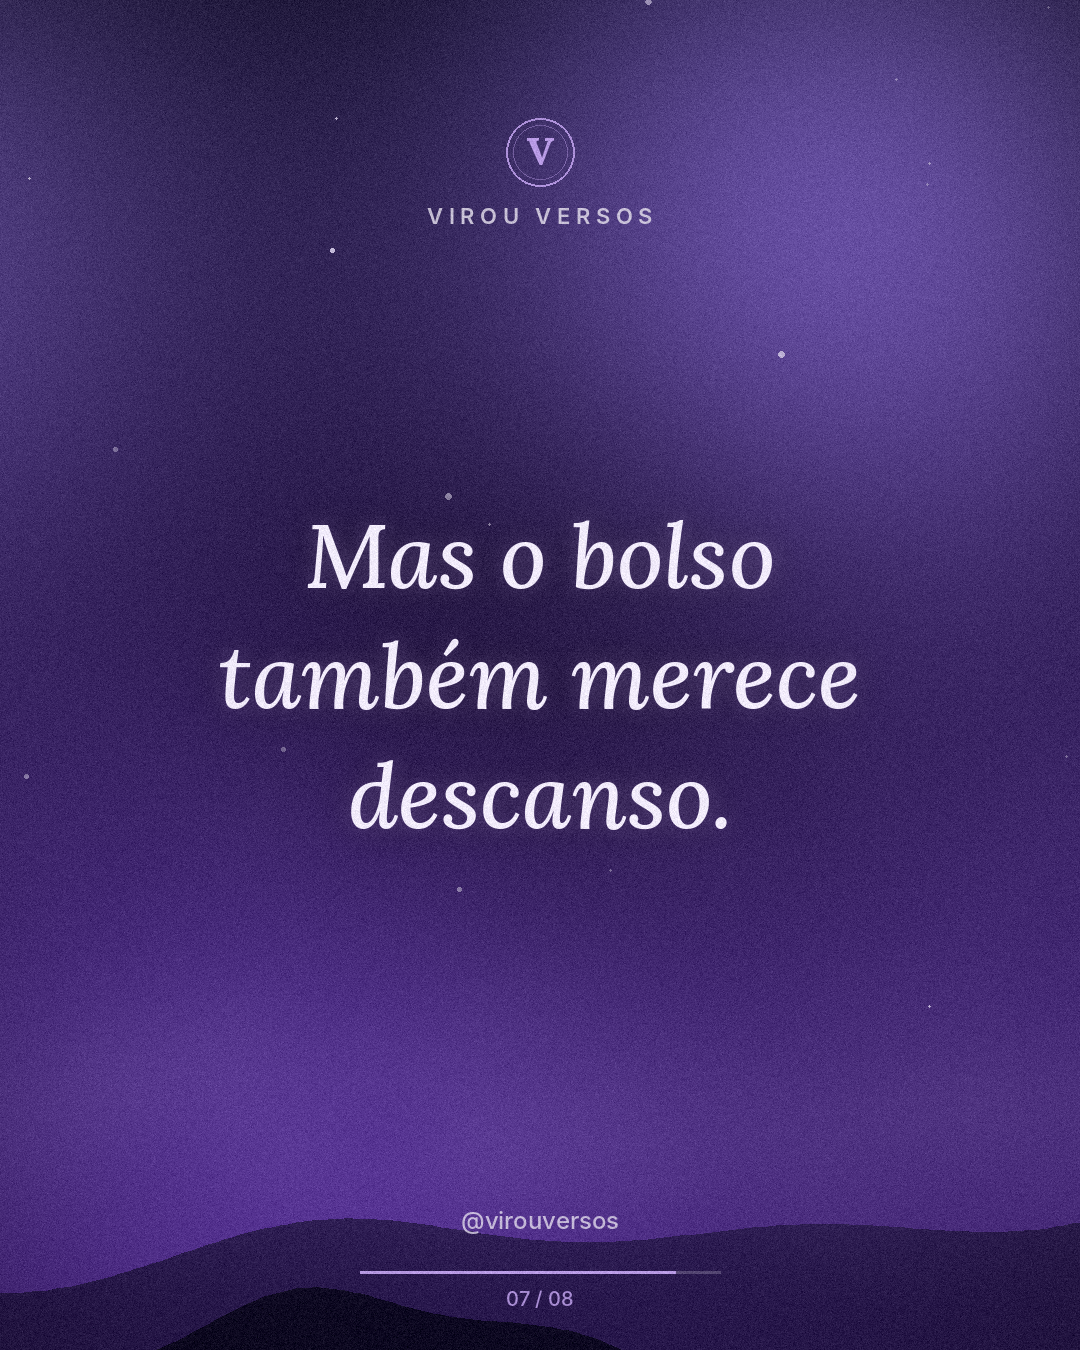 V
VIROU VERSOS
Mas o bolso
também merece
descanso.
@virouversos
07 / 08